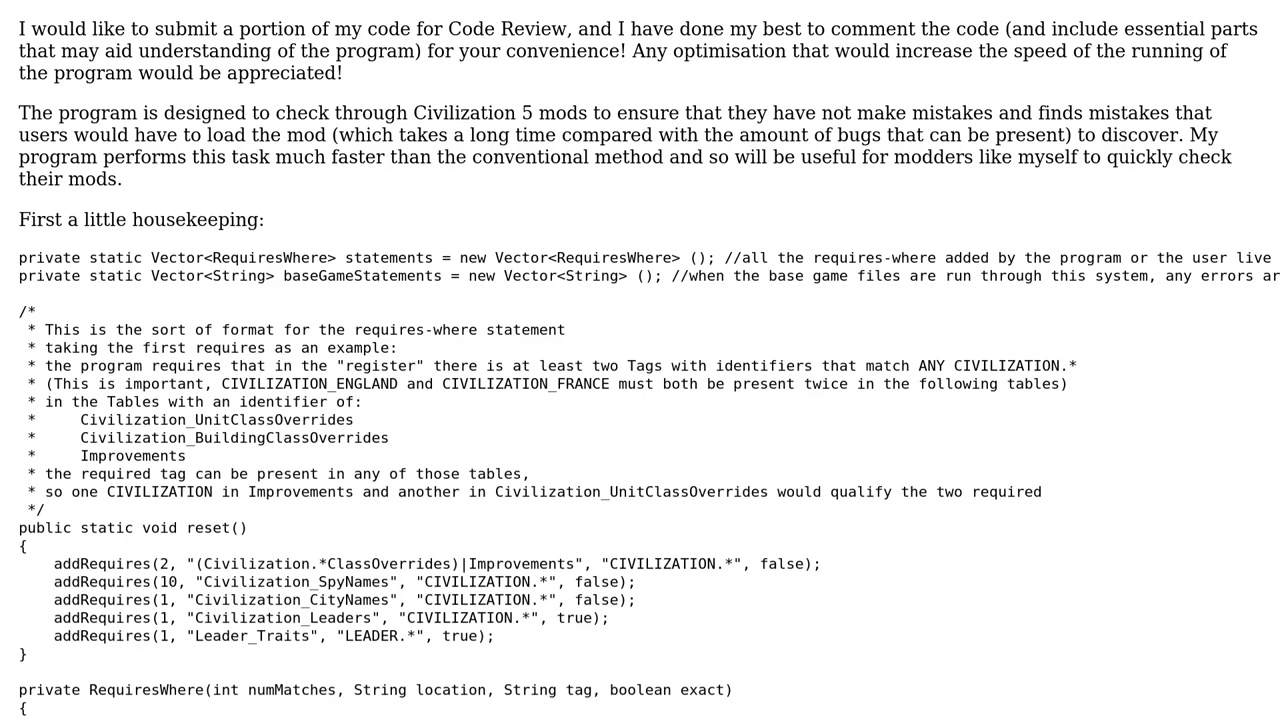 I would like to submit a portion of my code for Code Review, and I have done my best to comment the code (and include essential parts
that may aid understanding of the program) for your convenience! Any optimisation that would increase the speed of the running of
the program would be appreciated!
The program is designed to check through Civilization 5 mods to ensure that they have not make mistakes and finds mistakes that
users would have to load the mod (which takes a long time compared with the amount of bugs that can be present) to discover. My
program performs this task much faster than the conventional method and so will be useful for modders like myself to quickly check
their mods.
First a little housekeeping:
private static Vector<RequiresWhere> statements = new Vector<RequiresWhere> (); //all the requires-where added by the program or the user live
private static Vector<String> baseGameStatements = new Vector<String> (); //when the base game files are run through this system, any errors ar
/*
 * This is the sort of format for the requires-where statement
 * taking the first requires as an example:
 * the program requires that in the "register" there is at least two Tags with identifiers that match ANY CIVILIZATION.*
 * (This is important, CIVILIZATION_ENGLAND and CIVILIZATION_FRANCE must both be present twice in the following tables)
 * in the Tables with an identifier of:
 *     Civilization_UnitClassOverrides
 *     Civilization_BuildingClassOverrides
 *     Improvements
 * the required tag can be present in any of those tables,
 * so one CIVILIZATION in Improvements and another in Civilization_UnitClassOverrides would qualify the two required
 */
public static void reset()
{
    addRequires(2, "(Civilization.*ClassOverrides)|Improvements", "CIVILIZATION.*", false);
    addRequires(10, "Civilization_SpyNames", "CIVILIZATION.*", false);
    addRequires(1, "Civilization_CityNames", "CIVILIZATION.*", false);
    addRequires(1, "Civilization_Leaders", "CIVILIZATION.*", true);
    addRequires(1, "Leader_Traits", "LEADER.*", true);
}
private RequiresWhere(int numMatches, String location, String tag, boolean exact)
{